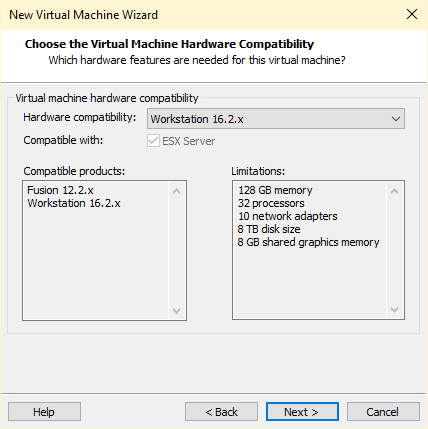 New Virtual Machine Wizard
Choose the Virtual Machine Hardware Compatibility
Which hardware features are needed for this virtual machine?
Virtual machine hardware compatibility
Hardware compatibility: Workstation 16.2.x
Compatible with: ESX Server
Compatible products:
Fusion 12.2.x
Workstation 16.2.x
Limitations:
128 GB memory
32 processors
10 network adapters
8 TB disk size
8 GB shared graphics memory
Help < Back Next > Cancel